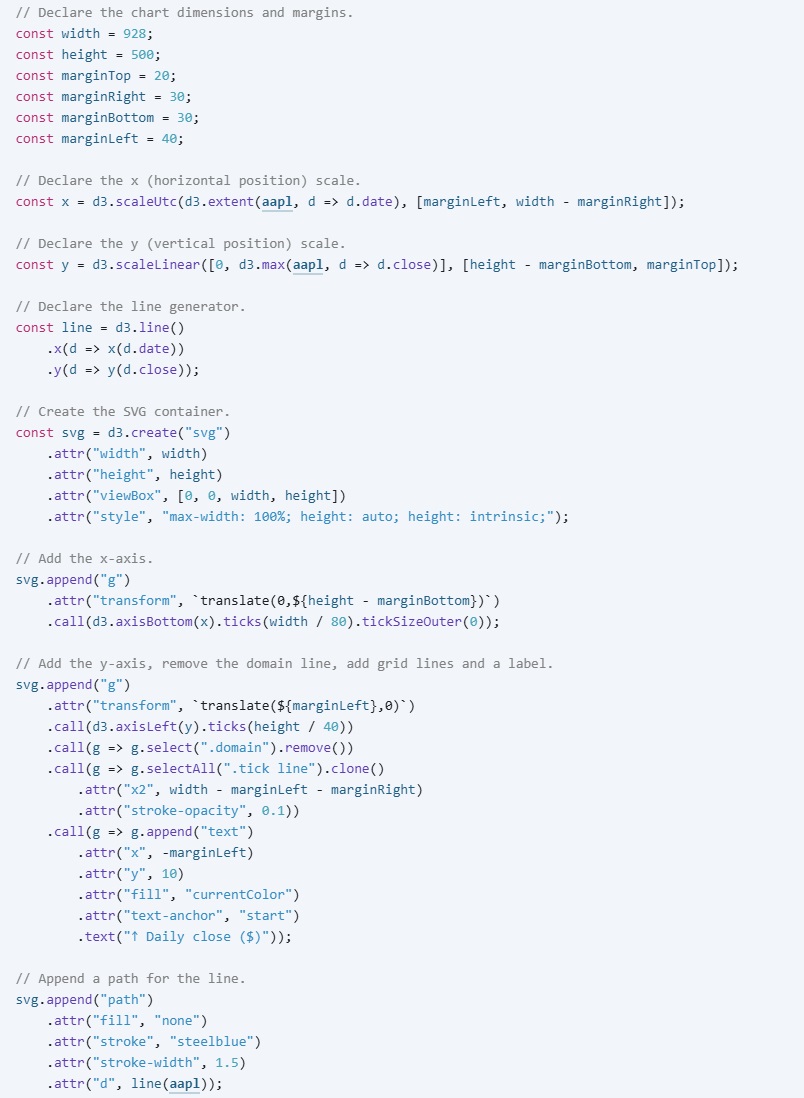 // Declare the chart dimensions and margins.
const width = 928;
const height = 500;
const marginTop = 20;
const marginRight = 30;
const marginBottom = 30;
const marginLeft = 40;

// Declare the x (horizontal position) scale.
const x = d3.scaleUtc(d3.extent(aapl, d => d.date), [marginLeft, width - marginRight]);

// Declare the y (vertical position) scale.
const y = d3.scaleLinear([0, d3.max(aapl, d => d.close)], [height - marginBottom, marginTop]);

// Declare the line generator.
const line = d3.line()
    .x(d => x(d.date))
    .y(d => y(d.close));

// Create the SVG container.
const svg = d3.create("svg")
    .attr("width", width)
    .attr("height", height)
    .attr("viewBox", [0, 0, width, height])
    .attr("style", "max-width: 100%; height: auto; height: intrinsic;");

// Add the x-axis.
svg.append("g")
    .attr("transform", `translate(0,${height - marginBottom})`)
    .call(d3.axisBottom(x).ticks(width / 80).tickSizeOuter(0));

// Add the y-axis, remove the domain line, add grid lines and a label.
svg.append("g")
    .attr("transform", `translate(${marginLeft},0)`)
    .call(d3.axisLeft(y).ticks(height / 40))
    .call(g => g.select(".domain").remove())
    .call(g => g.selectAll(".tick line").clone()
        .attr("x2", width - marginLeft - marginRight)
        .attr("stroke-opacity", 0.1))
    .call(g => g.append("text")
        .attr("x", -marginLeft)
        .attr("y", 10)
        .attr("fill", "currentColor")
        .attr("text-anchor", "start")
        .text("↑ Daily close ($)"));

// Append a path for the line.
svg.append("path")
    .attr("fill", "none")
    .attr("stroke", "steelblue")
    .attr("stroke-width", 1.5)
    .attr("d", line(aapl));